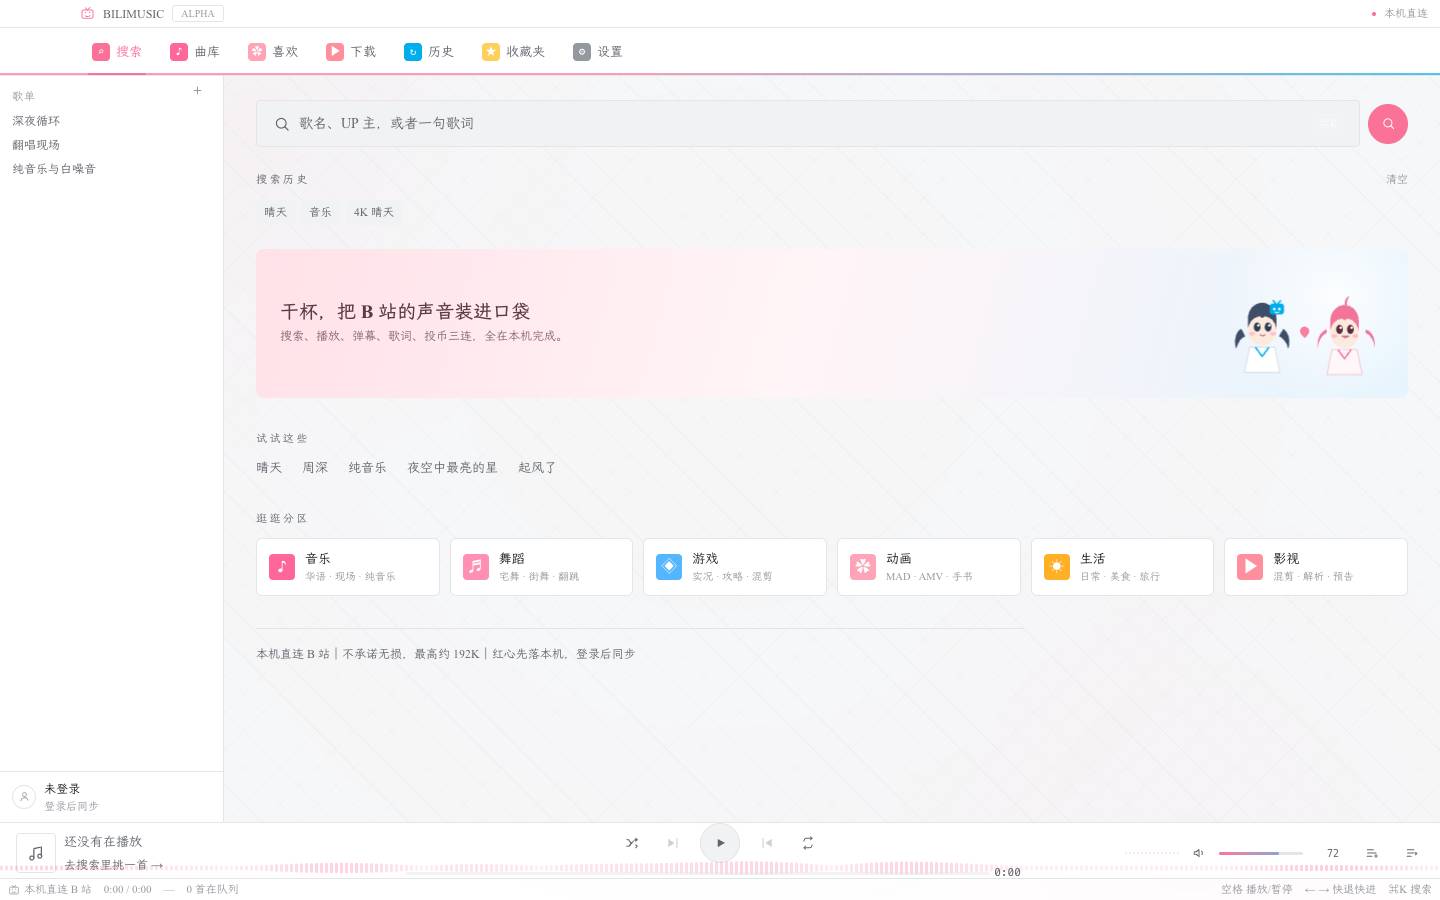 BILIMUSIC ALPHA
本机直连
搜索 曲库 喜欢 下载 历史 收藏夹 设置
歌单 +
深夜循环
翻唱现场
纯音乐与白噪音
未登录
登录后同步
歌名、UP 主，或者一句歌词 ⌘K
搜索历史 清空
晴天 音乐 4K 晴天
干杯，把 B 站的声音装进口袋
搜索、播放、弹幕、歌词、投币三连，全在本机完成。
试试这些
晴天 周深 纯音乐 夜空中最亮的星 起风了
逛逛分区
音乐
华语 · 现场 · 纯音乐
舞蹈
宅舞 · 街舞 · 翻跳
游戏
实况 · 攻略 · 混剪
动画
MAD · AMV · 手书
生活
日常 · 美食 · 旅行
影视
混剪 · 解析 · 预告
本机直连 B 站 | 不承诺无损，最高约 192K | 红心先落本机，登录后同步
还没有在播放
去搜索里挑一首 →
0:00
72
本机直连 B 站 0:00 / 0:00 — 0 首在队列
空格 播放/暂停 ← → 快退快进 ⌘K 搜索